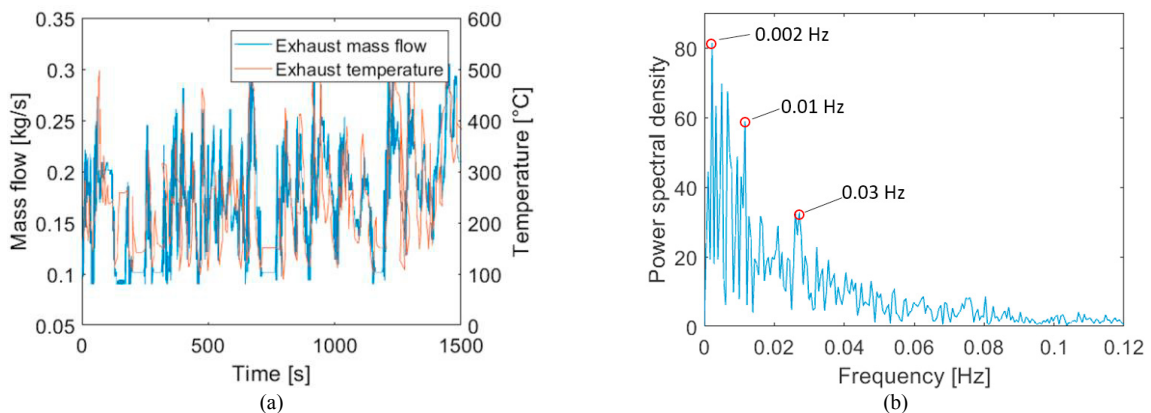 0.35
0.3
0.25
0.2
0.15
0.1
0.05
Mass flow [kg/s]
Exhaust mass flow
Exhaust temperature
600
500
400
300
200
100
0
Temperature [°C]
0
500
1000
1500
Time [s]
(a)
80
60
40
20
0
Power spectral density
0.002 Hz
0.01 Hz
0.03 Hz
0
0.02
0.04
0.06
0.08
0.1
0.12
Frequency [Hz]
(b)